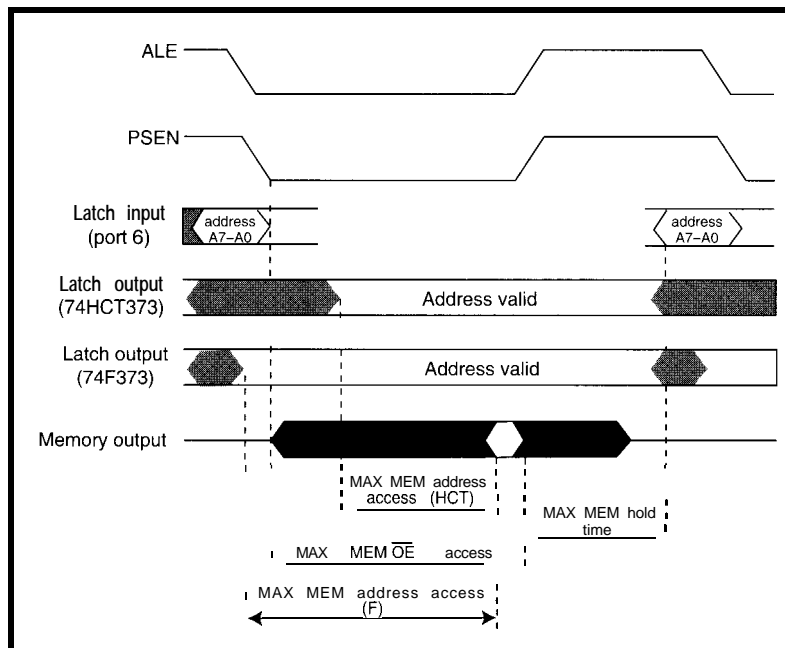 ALE
PSEN
Latch input
(port 6)
address
A7–A0
address
A7–A0
Latch output
(74HCT373)
Address valid
Latch output
(74F373)
Address valid
Memory output
MAX MEM address
access (HCT)
MAX MEM hold
time
MAX MEM OE access
MAX MEM address access
(F)